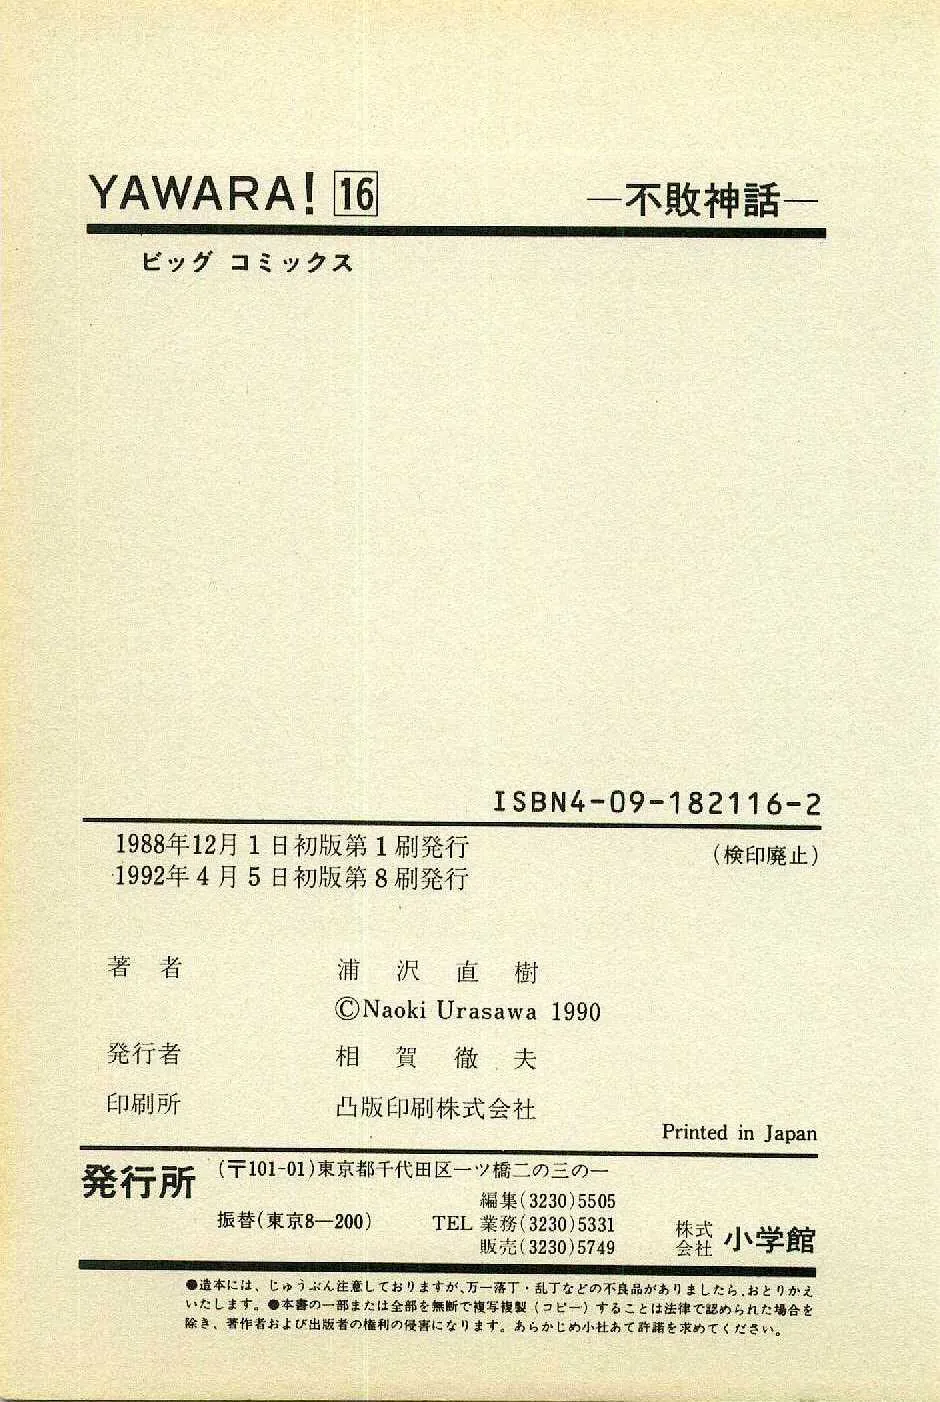 YAWARA! 16 —不敗神話—
ビッグ コミックス
ISBN4-09-182116-2
1988年12月1日初版第1刷発行
(検印廃止)
1992年4月5日初版第8刷発行
著 者 浦 沢 直 樹
©Naoki Urasawa 1990
発行者 相 賀 徹 夫
印刷所 凸版印刷株式会社
Printed in Japan
発行所 (〒101-01)東京都千代田区一ツ橋二の三の一
編集(3230)5505
振替(東京8—200) TEL 業務(3230)5331
販売(3230)5749
株式会社 小学館
●造本には、じゅうぶん注意しておりますが、万一落丁・乱丁などの不良品がありましたら、おとりかえ
いたします。●本書の一部または全部を無断で複写複製(コピー)することは法律で認められた場合を
除き、著作者および出版者の権利の侵害になります。あらかじめ小社あて許諾を求めてください。